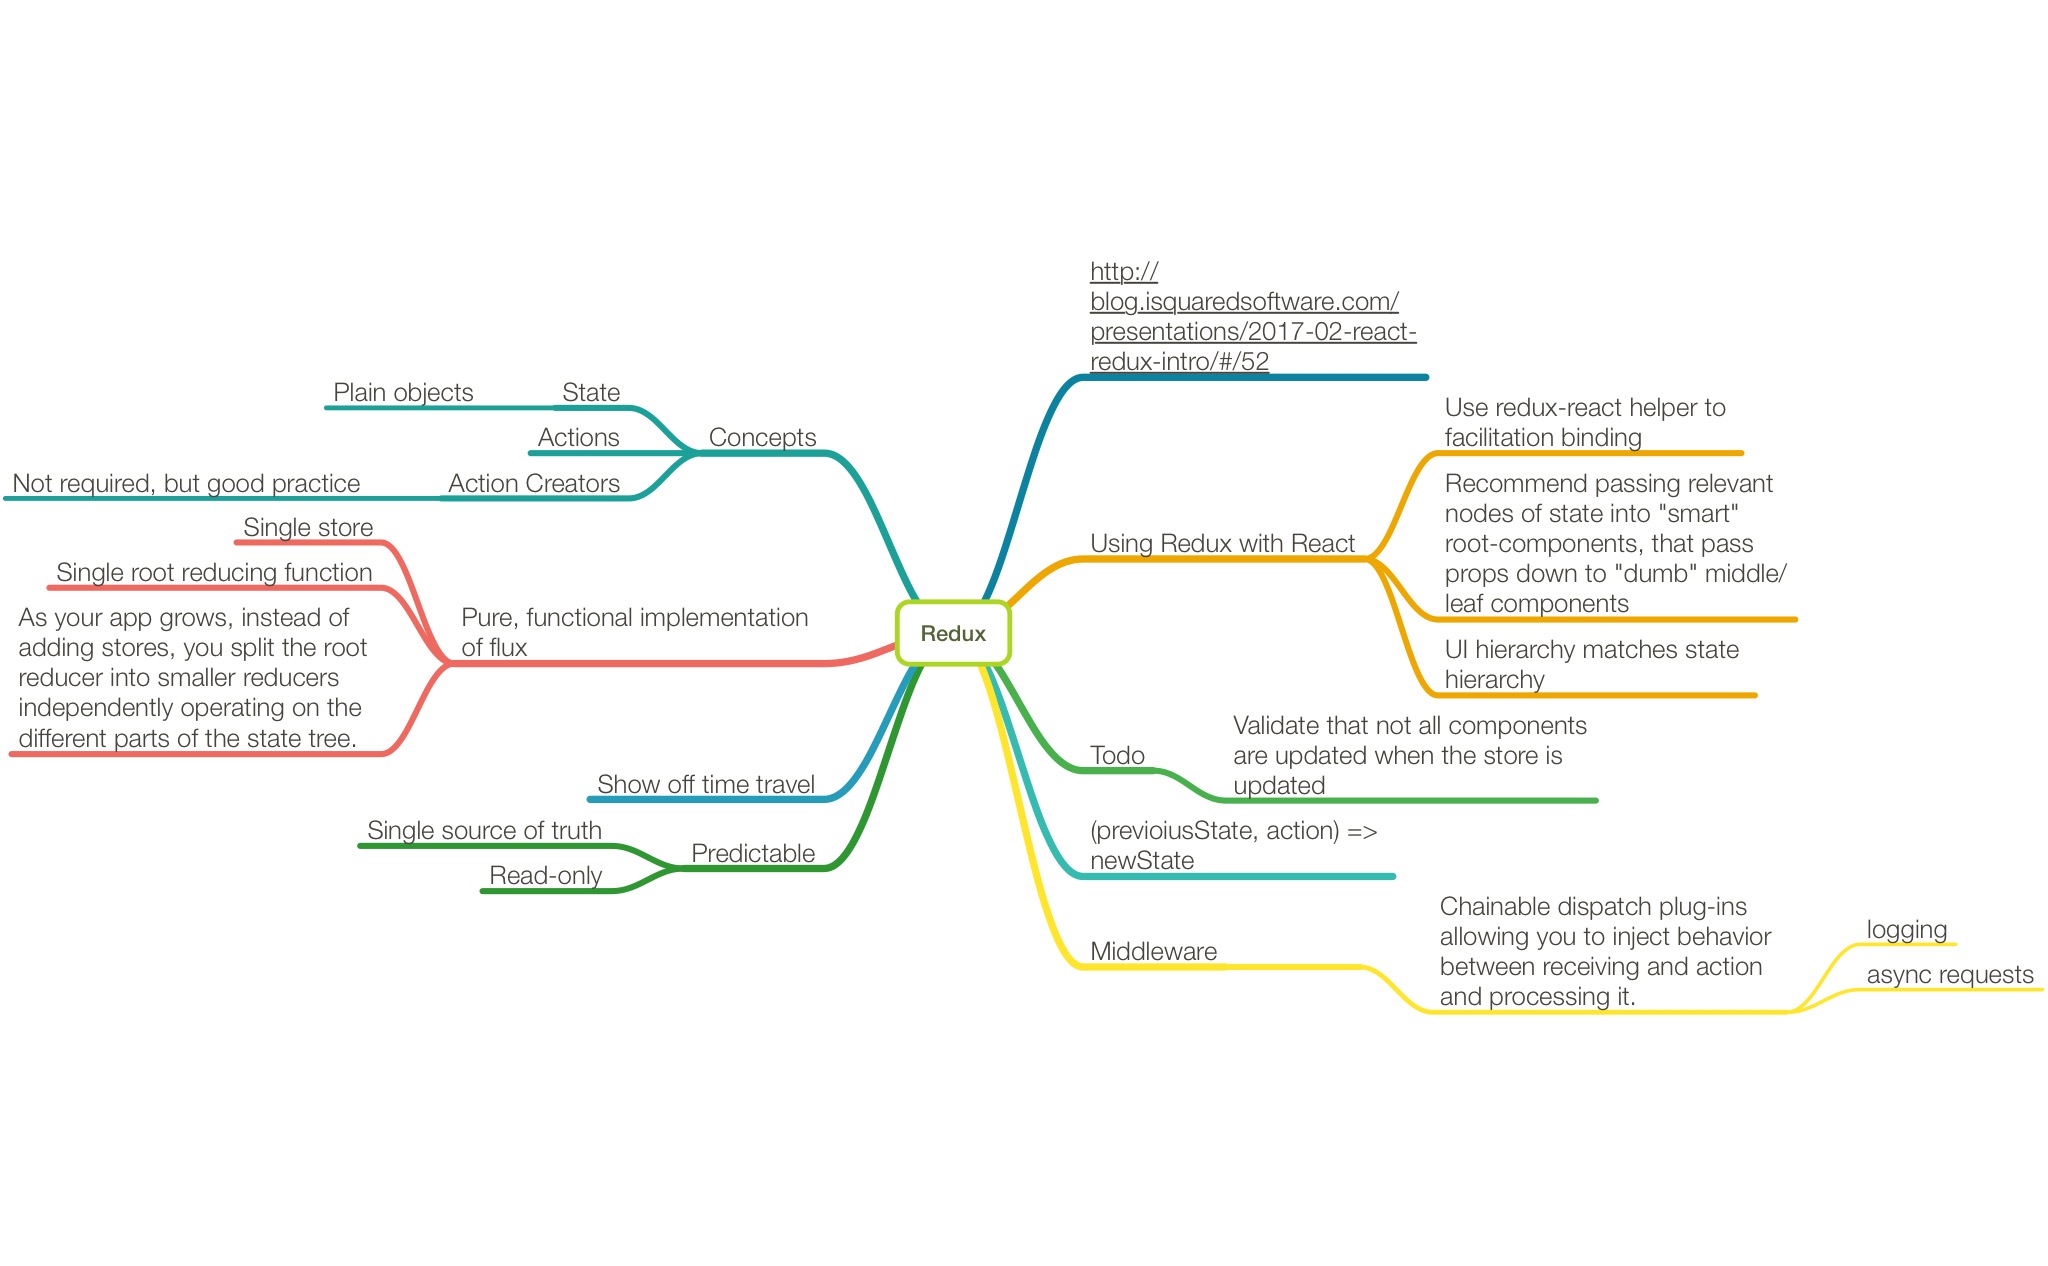 Redux
http://
blog.isquaredsoftware.com/
presentations/2017-02-react-
redux-intro/#/52
Using Redux with React
Use redux-react helper to
facilitation binding
Recommend passing relevant
nodes of state into "smart"
root-components, that pass
props down to "dumb" middle/
leaf components
UI hierarchy matches state
hierarchy
Todo
Validate that not all components
are updated when the store is
updated
(previoiusState, action) =>
newState
Middleware
Chainable dispatch plug-ins
allowing you to inject behavior
between receiving and action
and processing it.
logging
async requests
Concepts
State
Plain objects
Actions
Action Creators
Not required, but good practice
Pure, functional implementation
of flux
Single store
Single root reducing function
As your app grows, instead of
adding stores, you split the root
reducer into smaller reducers
independently operating on the
different parts of the state tree.
Show off time travel
Predictable
Single source of truth
Read-only